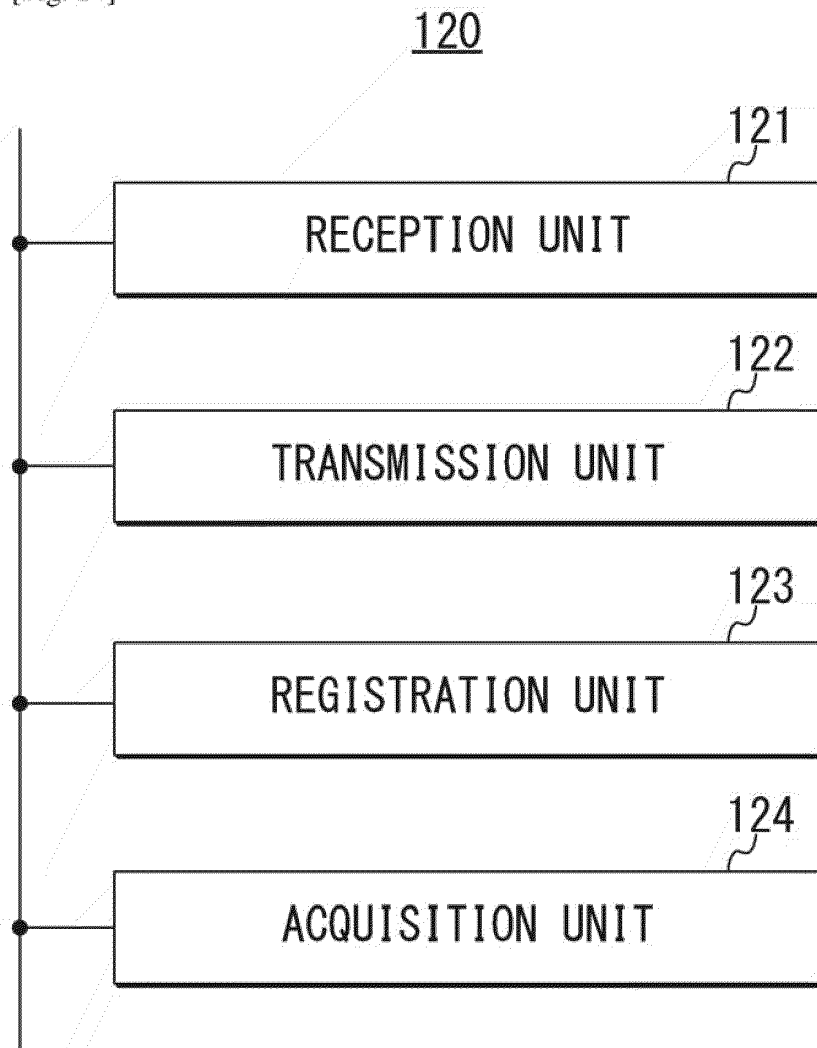 120
121
RECEPTION UNIT
122
TRANSMISSION UNIT
123
REGISTRATION UNIT
124
ACQUISITION UNIT